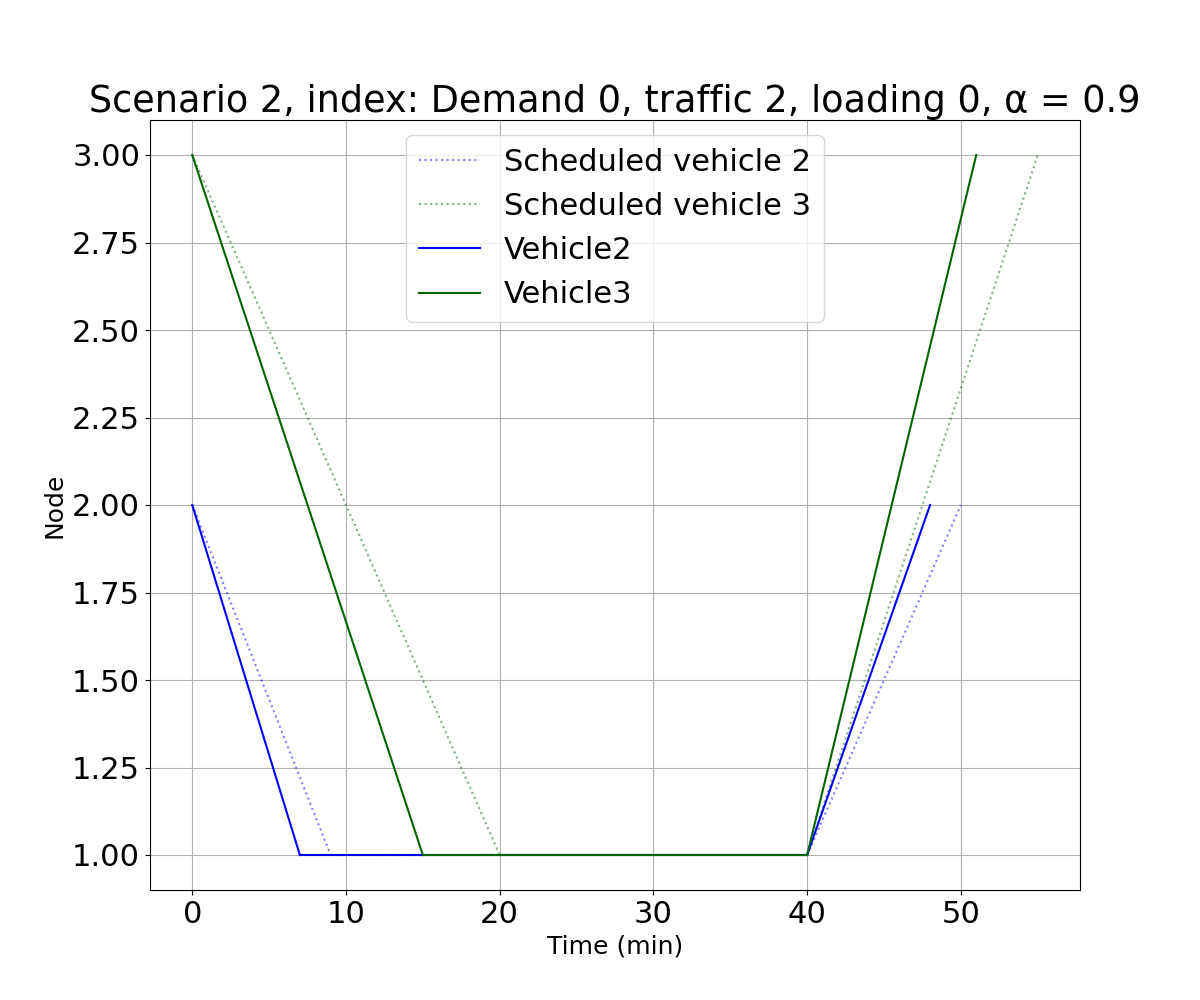 Scenario 2, index: Demand 0, traffic 2, loading 0, α = 0.9
Scheduled vehicle 2
Scheduled vehicle 3
Vehicle2
Vehicle3
3.00
2.75
2.50
2.25
2.00
1.75
1.50
1.25
1.00
Node
0 10 20 30 40 50
Time (min)